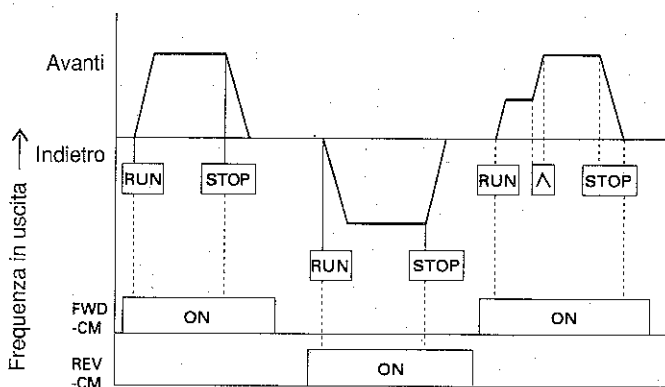 Avanti
Indietro
Frequenza in uscita →
RUN
STOP
RUN
STOP
RUN
∧
STOP
FWD
-CM
ON
ON
REV
-CM
ON